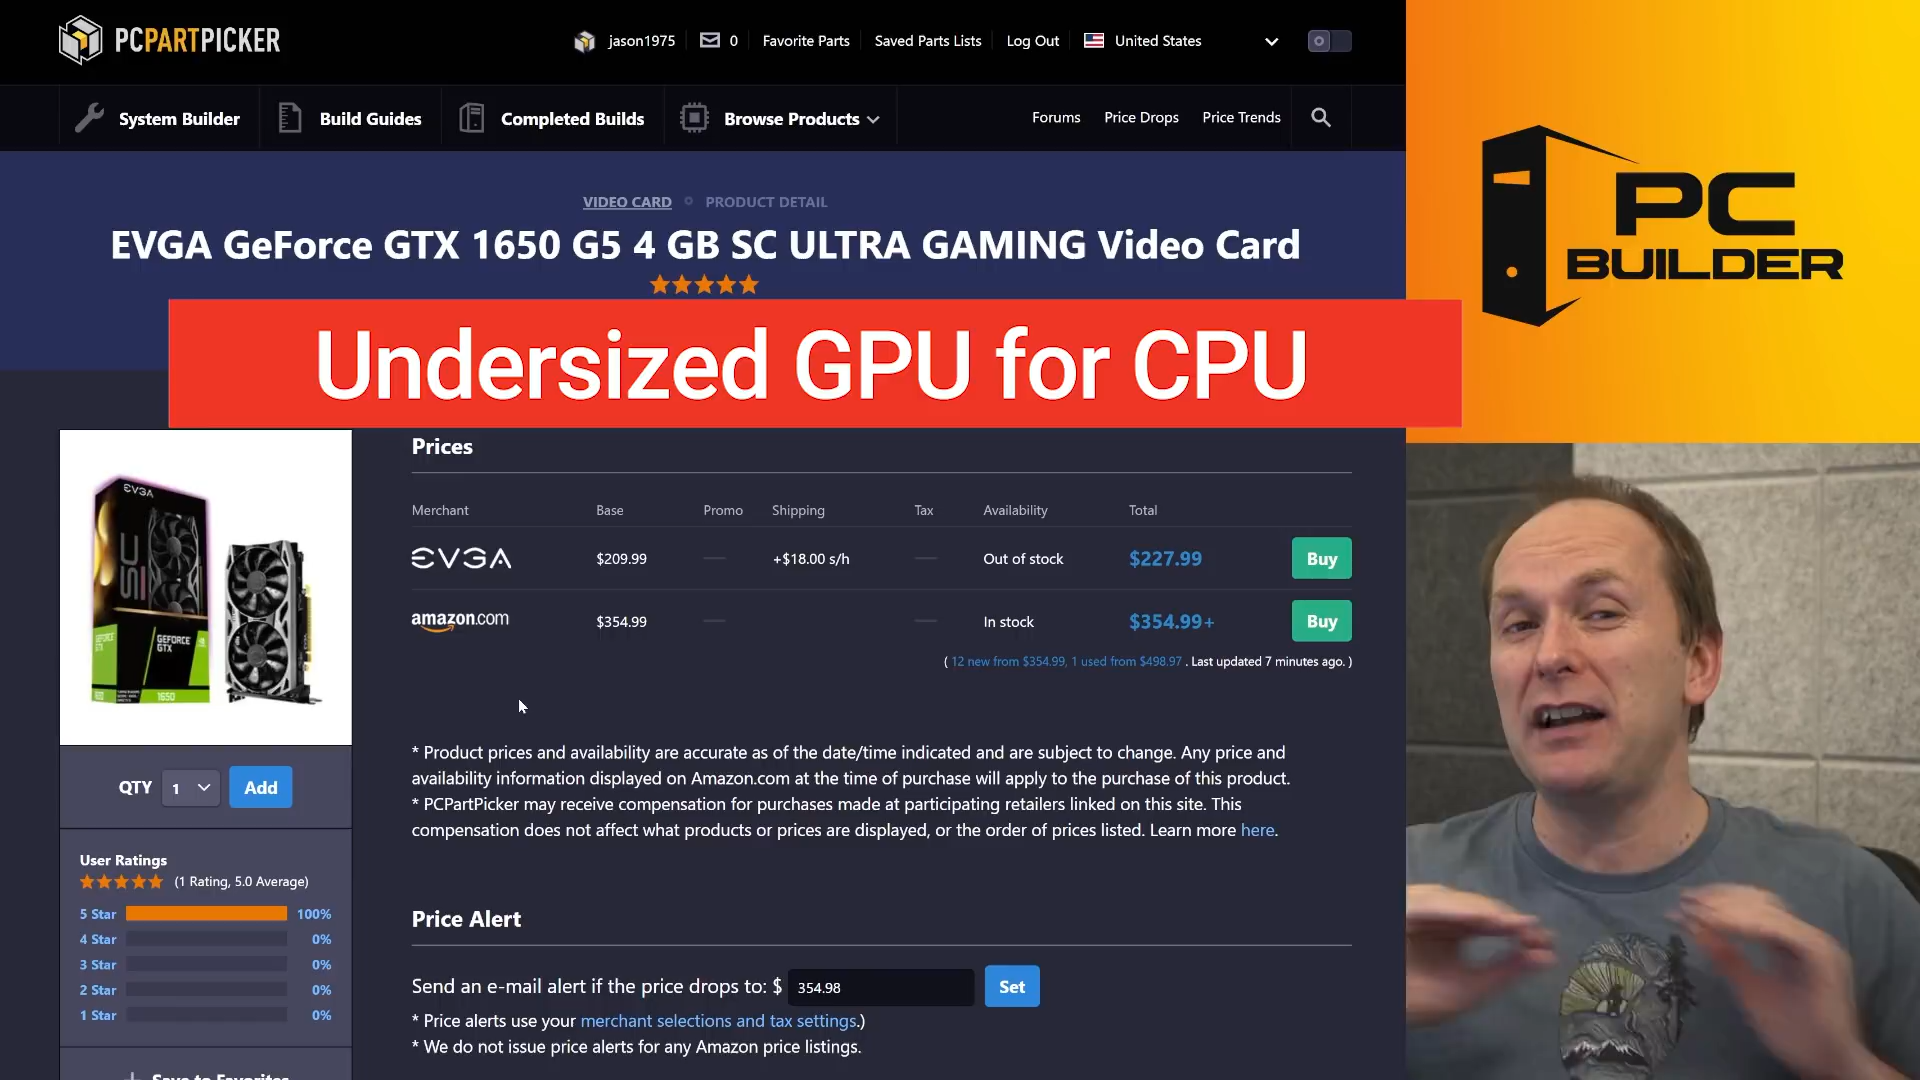 PCPARTPICKER
jason1975
0
Favorite Parts
Saved Parts Lists
Log Out
United States
System Builder
Build Guides
Completed Builds
Browse Products
Forums
Price Drops
Price Trends
PC
BUILDER
VIDEO CARD
PRODUCT DETAIL
EVGA GeForce GTX 1650 G5 4 GB SC ULTRA GAMING Video Card
Undersized GPU for CPU
Prices
Merchant Base Promo Shipping Tax Availability Total
EVGA $209.99 — +$18.00 s/h — Out of stock $227.99 Buy
amazon.com $354.99 — — In stock $354.99+ Buy
( 12 new from $354.99, 1 used from $498.97 . Last updated 7 minutes ago. )
* Product prices and availability are accurate as of the date/time indicated and are subject to change. Any price and
availability information displayed on Amazon.com at the time of purchase will apply to the purchase of this product.
* PCPartPicker may receive compensation for purchases made at participating retailers linked on this site. This
compensation does not affect what products or prices are displayed, or the order of prices listed. Learn more here.
EVGA
SC
GEFORCE
GTX
GEFORCE
GTX
1650
QTY 1 Add
User Ratings
(1 Rating, 5.0 Average)
5 Star 100%
4 Star 0%
3 Star 0%
2 Star 0%
1 Star 0%
Save to Favorites
Price Alert
Send an e-mail alert if the price drops to: $ 354.98 Set
* Price alerts use your merchant selections and tax settings.)
* We do not issue price alerts for any Amazon price listings.